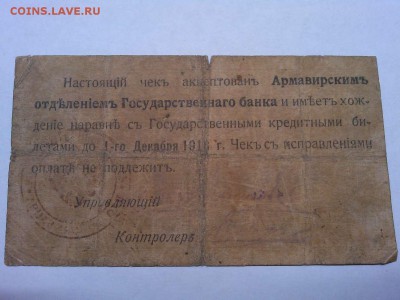 COINS.LAVE.RU
Настоящій чекъ акцептованъ Армавирскимъ
отдѣленіемъ Государственнаго банка и имѣетъ хож-
деніе наравнѣ съ Государственными кредитными би-
летами до 1-го Декабря 1918 г. Чекъ съ исправленіями
оплатѣ не подлежитъ.
Управляющій
Контролеръ